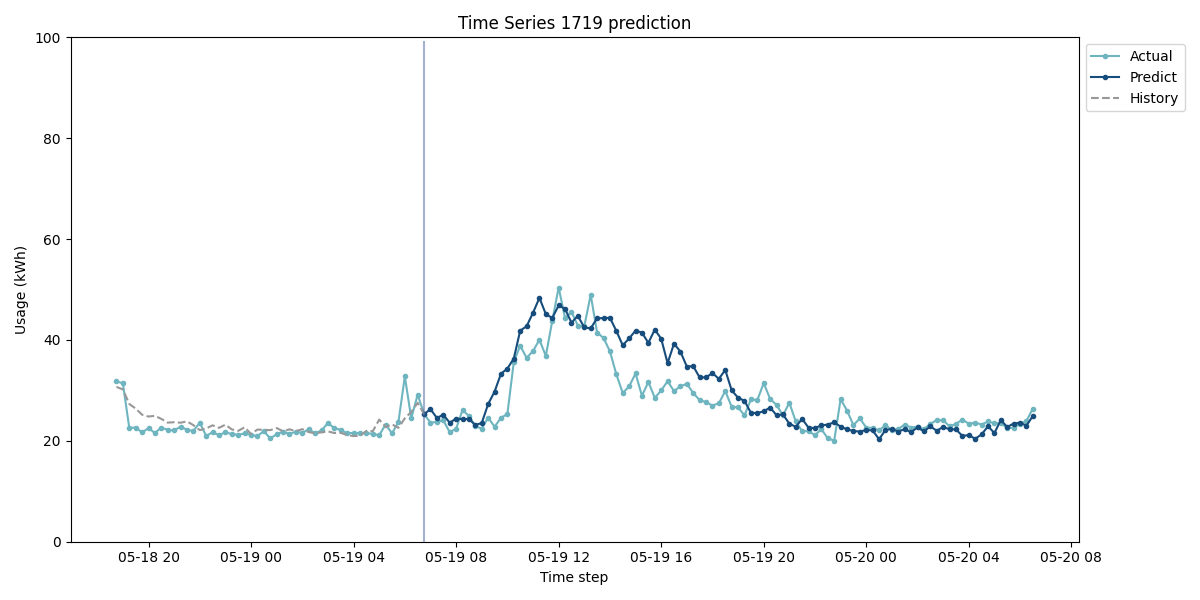 Time Series 1719 prediction
100
80
60
40
20
0
Usage (kWh)
05-18 20
05-19 00
05-19 04
05-19 08
05-19 12
05-19 16
05-19 20
05-20 00
05-20 04
05-20 08
Time step
Actual
Predict
History